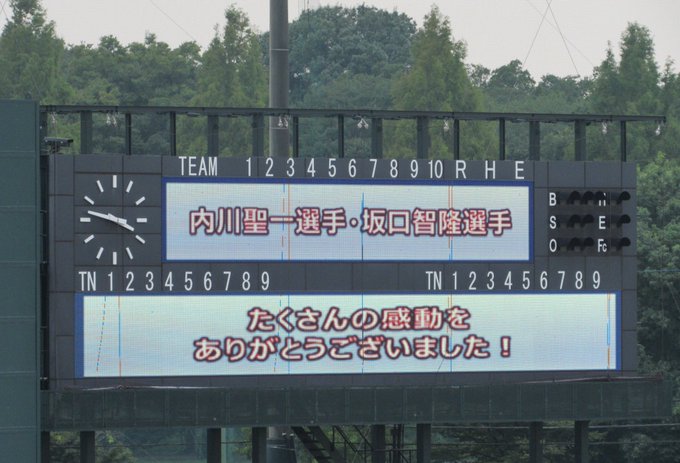 TEAM 1 2 3 4 5 6 7 8 9 10 R H E
内川聖一選手・坂口智隆選手
B H
S E
O Fc
TN 1 2 3 4 5 6 7 8 9 TN 1 2 3 4 5 6 7 8 9
たくさんの感動を
ありがとうございました！